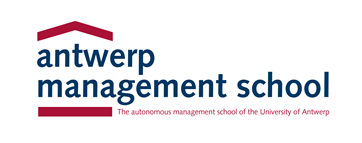 antwerp
management school
The autonomous management school of the University of Antwerp